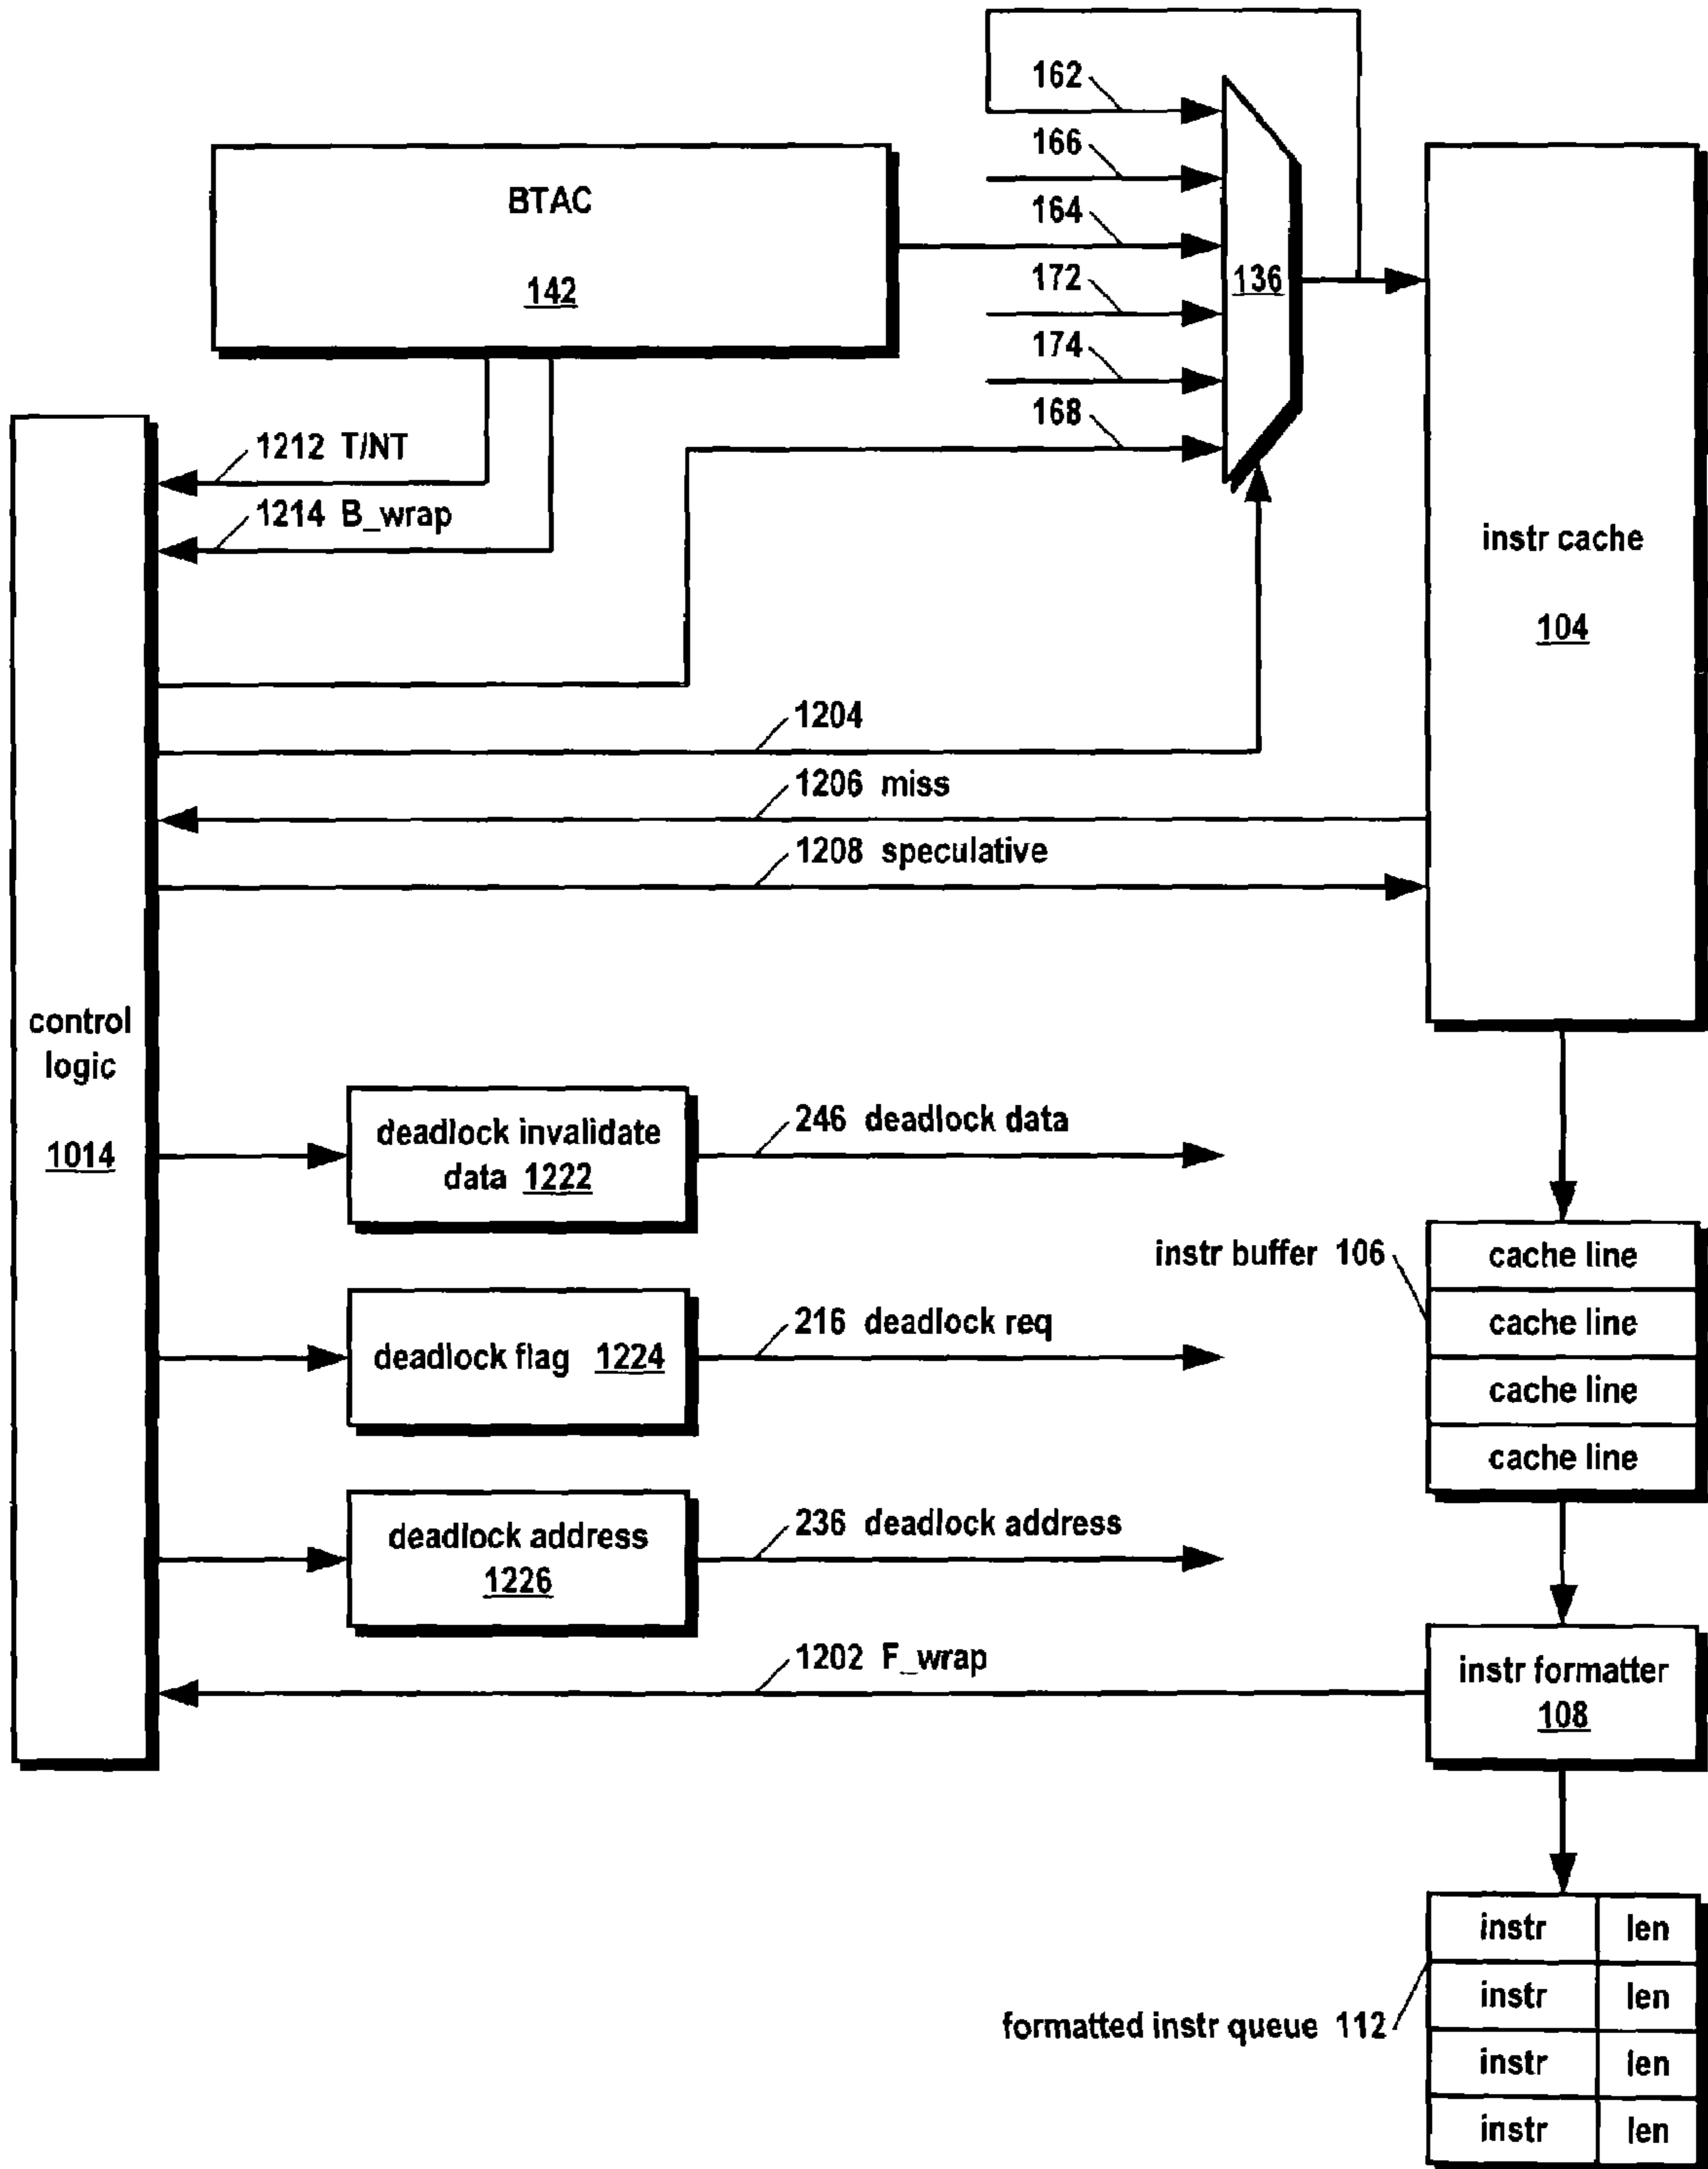 162
166
BTAC
164
142
172
136
174
168
1212 T/NT
1214 B_wrap
instr cache
104
1204
1206 miss
1208 speculative
control
logic
1014
deadlock invalidate
data 1222
246 deadlock data
instr buffer 106
cache line
cache line
cache line
cache line
deadlock flag 1224
216 deadlock req
deadlock address
1226
236 deadlock address
1202 F_wrap
instr formatter
108
instr len
instr len
formatted instr queue 112
instr len
instr len